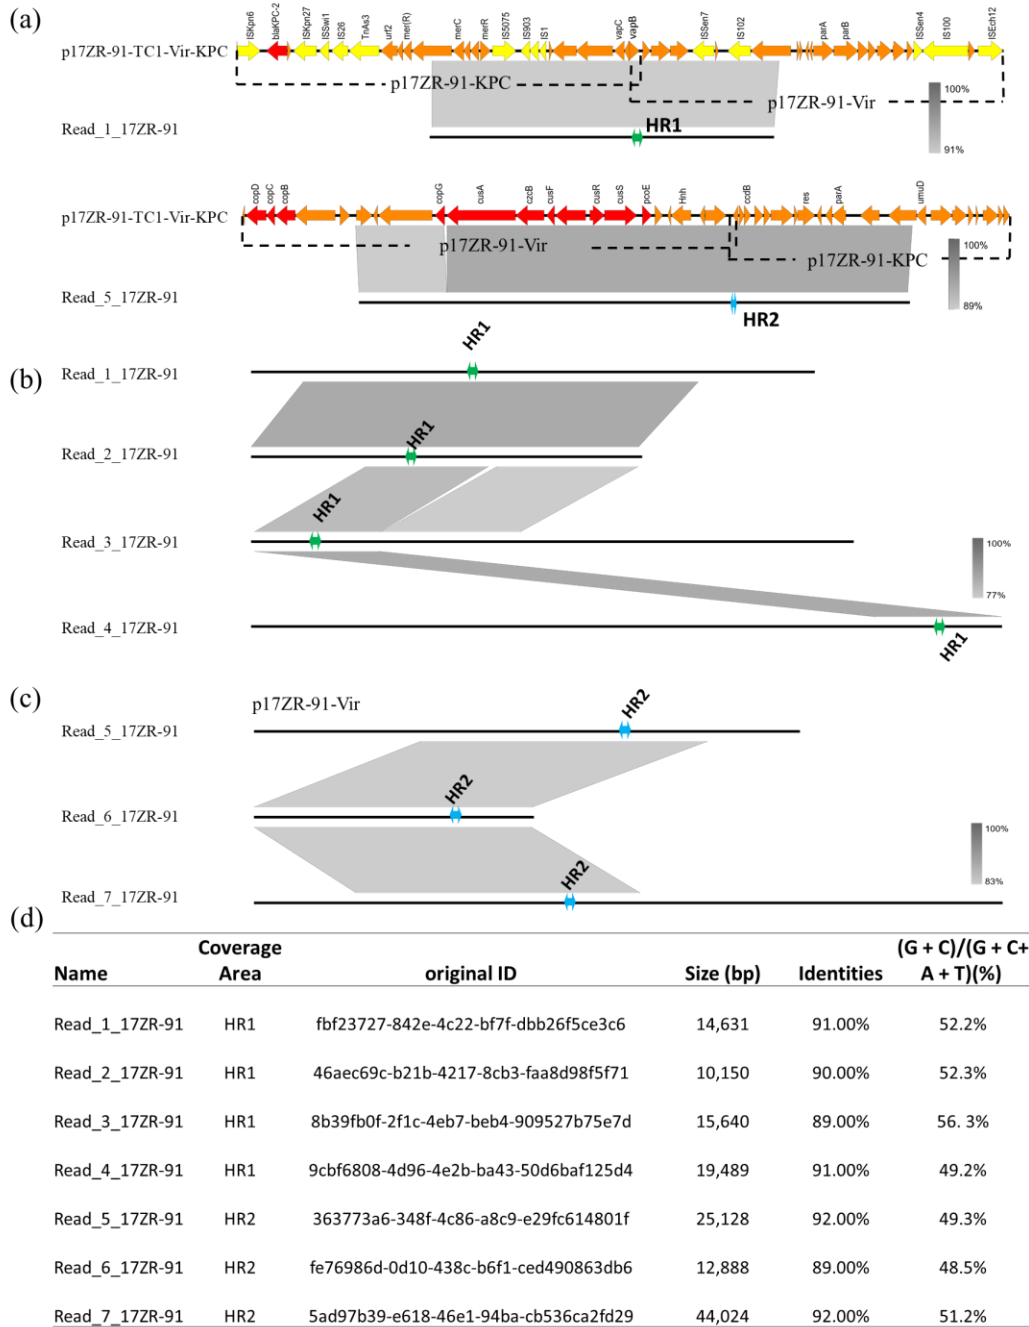 (a)
ISKpn6 blaKPC-2 ISKpn27 ISSwi1 IS26 TnAs3 urf2 mer(R) merC merR IS5075 IS903 IS1 vapC vapB ISSen7 IS102 parA parB ISSen4 IS100 ISEch12
p17ZR-91-TC1-Vir-KPC
p17ZR-91-KPC
p17ZR-91-Vir
100%
91%
Read_1_17ZR-91
HR1
copD copC copB copG cusA czcB cusF cusR cusS pcoE Hnh ccdB res parA umuD
p17ZR-91-TC1-Vir-KPC
p17ZR-91-Vir
p17ZR-91-KPC
100%
89%
Read_5_17ZR-91
HR2
(b)
HR1
Read_1_17ZR-91
HR1
Read_2_17ZR-91
HR1
Read_3_17ZR-91
100%
77%
Read_4_17ZR-91
HR1
(c)
p17ZR-91-Vir
HR2
Read_5_17ZR-91
HR2
Read_6_17ZR-91
100%
83%
HR2
Read_7_17ZR-91
(d)
Name Coverage Area original ID Size (bp) Identities (G + C)/(G + C+ A + T)(%)
Read_1_17ZR-91 HR1 fbf23727-842e-4c22-bf7f-dbb26f5ce3c6 14,631 91.00% 52.2%
Read_2_17ZR-91 HR1 46aec69c-b21b-4217-8cb3-faa8d98f5f71 10,150 90.00% 52.3%
Read_3_17ZR-91 HR1 8b39fb0f-2f1c-4eb7-beb4-909527b75e7d 15,640 89.00% 56. 3%
Read_4_17ZR-91 HR1 9cbf6808-4d96-4e2b-ba43-50d6baf125d4 19,489 91.00% 49.2%
Read_5_17ZR-91 HR2 363773a6-348f-4c86-a8c9-e29fc614801f 25,128 92.00% 49.3%
Read_6_17ZR-91 HR2 fe76986d-0d10-438c-b6f1-ced490863db6 12,888 89.00% 48.5%
Read_7_17ZR-91 HR2 5ad97b39-e618-46e1-94ba-cb536ca2fd29 44,024 92.00% 51.2%